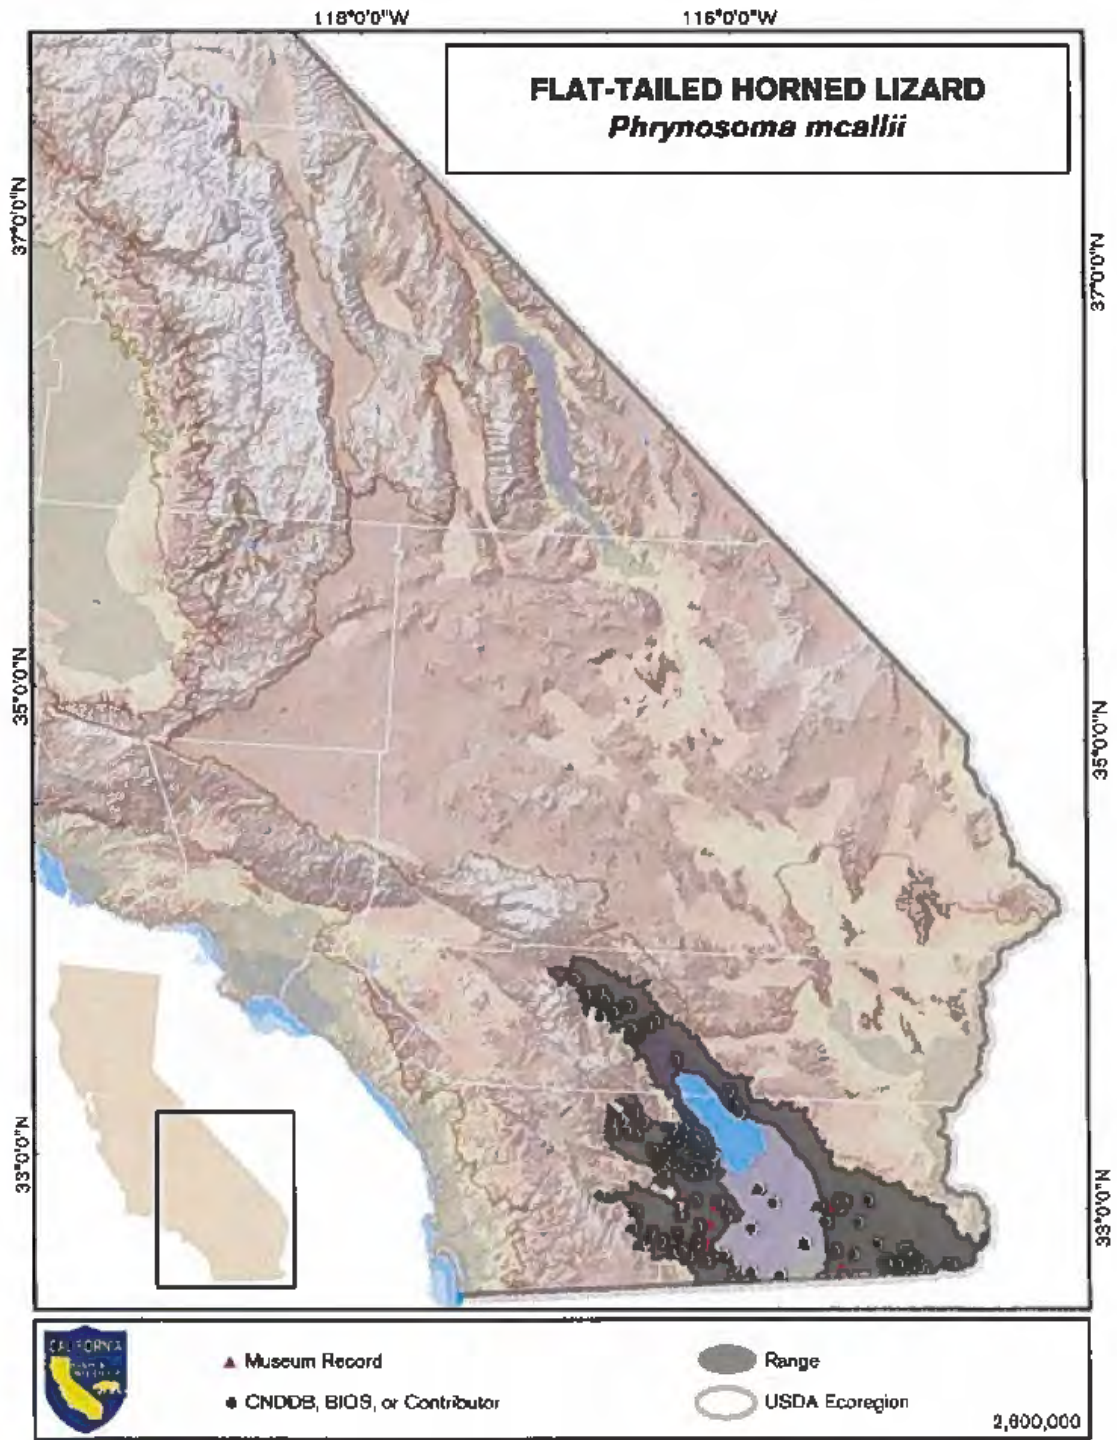 118°0'0"W
116°0'0"W
FLAT-TAILED HORNED LIZARD
Phrynosoma mcallii
37°0'0"N
37°0'0"N
35°0'0"N
35°0'0"N
33°0'0"N
33°0'0"N
CALIFORNIA
Museum Record
Range
CNDDB, BIOS, or Contributor
USDA Ecoregion
2,600,000